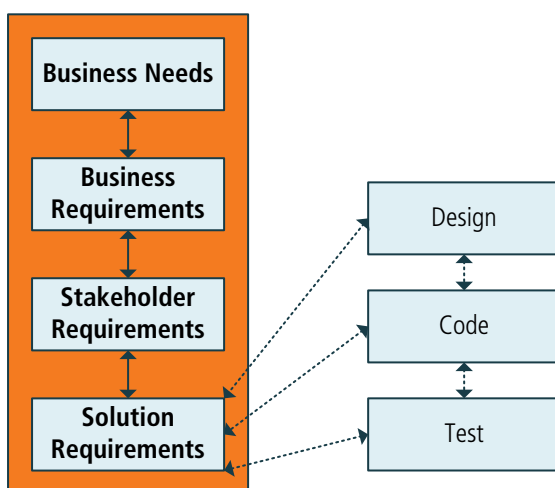 Business Needs
Business
Requirements
Stakeholder
Requirements
Solution
Requirements
Design
Code
Test